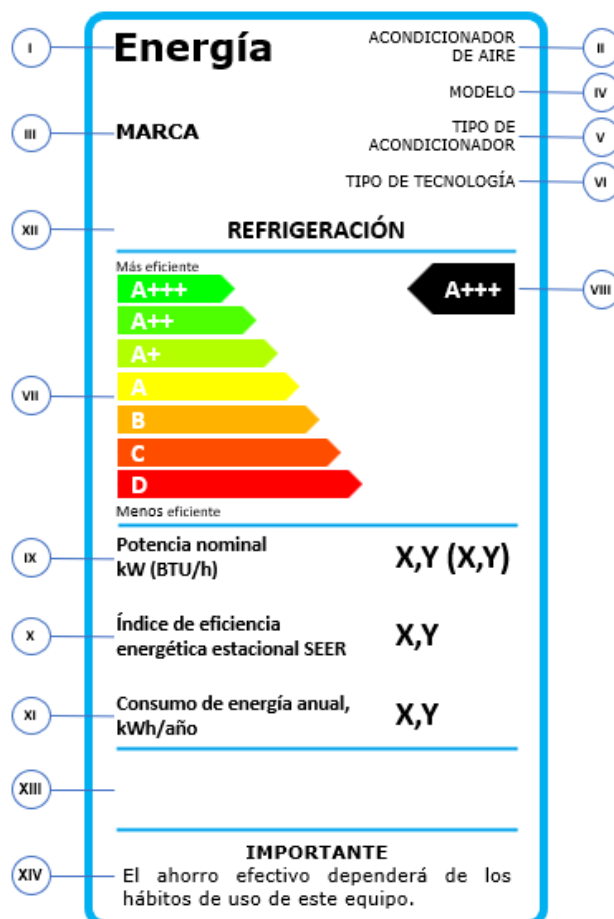 I
Energía
ACONDICIONADOR
DE AIRE
II
MODELO
IV
III
MARCA
TIPO DE
ACONDICIONADOR
V
TIPO DE TECNOLOGÍA
VI
XII
REFRIGERACIÓN
Más eficiente
A+++
A+++
VIII
A++
A+
VII
A
B
C
D
Menos eficiente
IX
Potencia nominal
kW (BTU/h)
X,Y (X,Y)
X
Índice de eficiencia
energética estacional SEER
X,Y
XI
Consumo de energía anual,
kWh/año
X,Y
XIII
XIV
IMPORTANTE
El ahorro efectivo dependerá de los
hábitos de uso de este equipo.